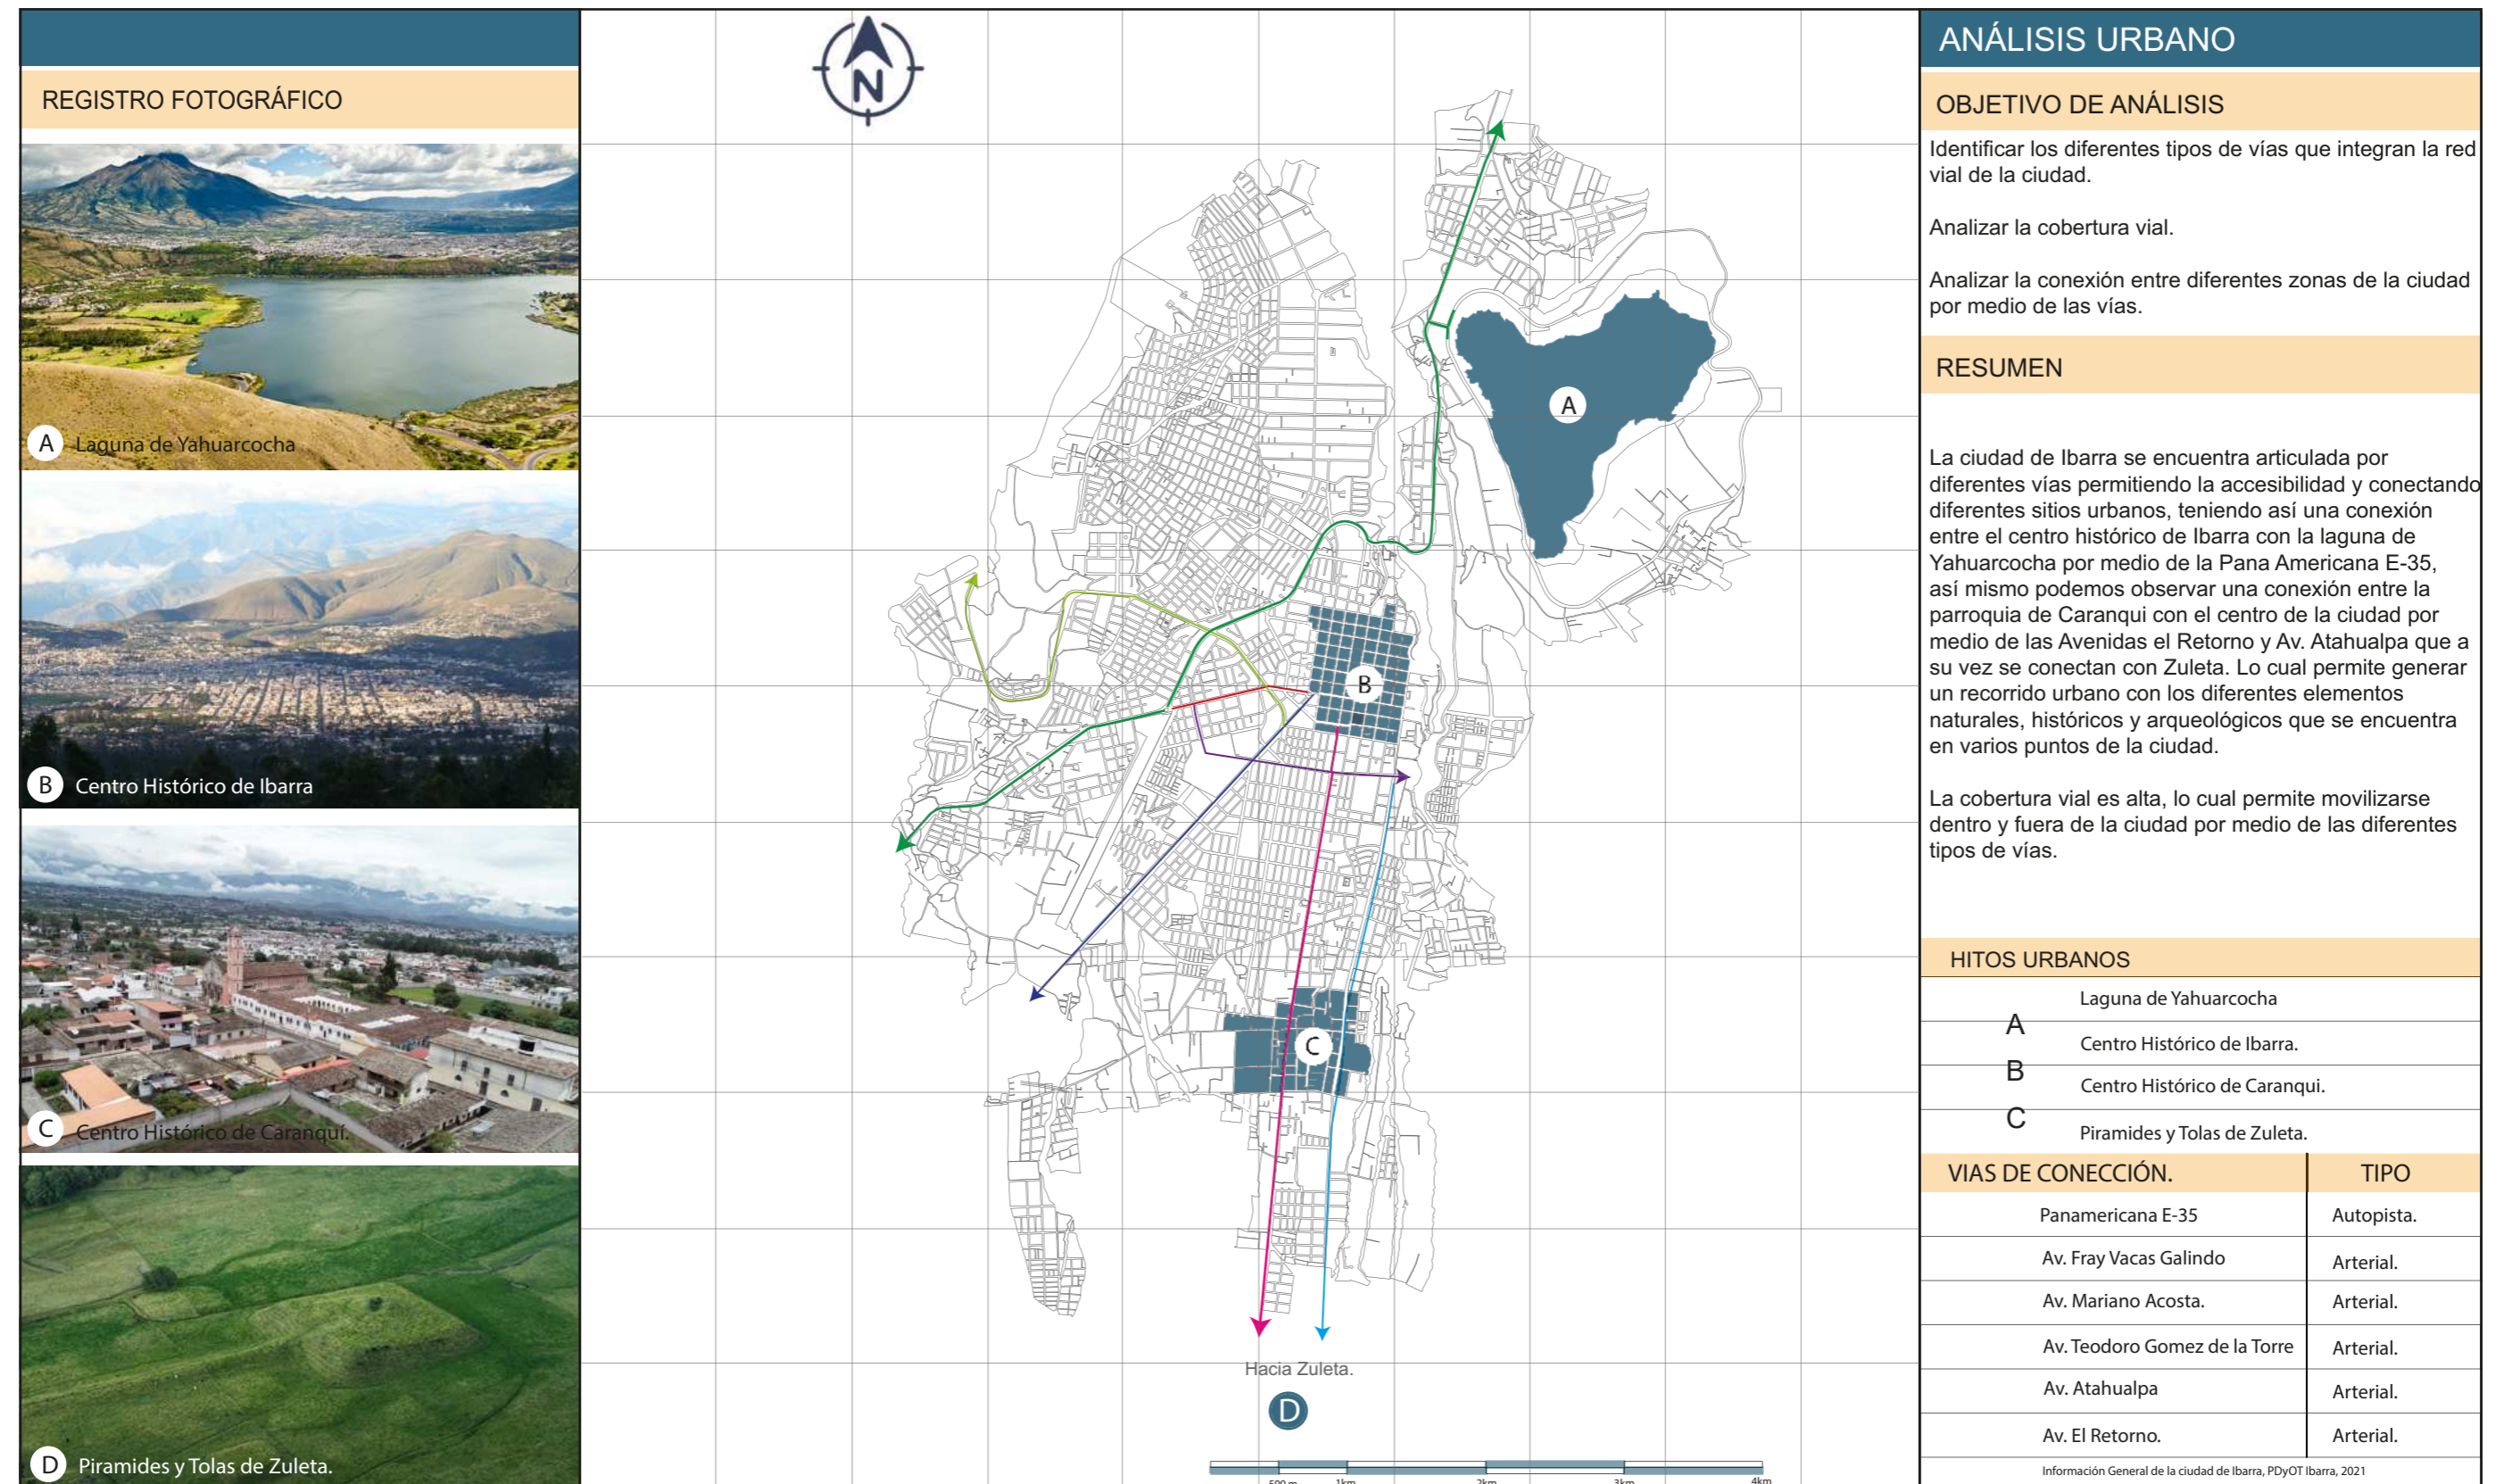 REGISTRO FOTOGRÁFICO
A Laguna de Yahuarcocha
B Centro Histórico de Ibarra
C Centro Histórico de Caranquí.
D Piramides y Tolas de Zuleta.
N
A
B
C
Hacia Zuleta.
D
500 m 1km 2km 3km 4km
ANÁLISIS URBANO
OBJETIVO DE ANÁLISIS
Identificar los diferentes tipos de vías que integran la red
vial de la ciudad.
Analizar la cobertura vial.
Analizar la conexión entre diferentes zonas de la ciudad
por medio de las vías.
RESUMEN
La ciudad de Ibarra se encuentra articulada por
diferentes vías permitiendo la accesibilidad y conectando
diferentes sitios urbanos, teniendo así una conexión
entre el centro histórico de Ibarra con la laguna de
Yahuarcocha por medio de la Pana Americana E-35,
así mismo podemos observar una conexión entre la
parroquia de Caranqui con el centro de la ciudad por
medio de las Avenidas el Retorno y Av. Atahualpa que a
su vez se conectan con Zuleta. Lo cual permite generar
un recorrido urbano con los diferentes elementos
naturales, históricos y arqueológicos que se encuentra
en varios puntos de la ciudad.
La cobertura vial es alta, lo cual permite movilizarse
dentro y fuera de la ciudad por medio de las diferentes
tipos de vías.
HITOS URBANOS
Laguna de Yahuarcocha
A
Centro Histórico de Ibarra.
B
Centro Histórico de Caranqui.
C
Piramides y Tolas de Zuleta.
VIAS DE CONECCIÓN. TIPO
Panamericana E-35 Autopista.
Av. Fray Vacas Galindo Arterial.
Av. Mariano Acosta. Arterial.
Av. Teodoro Gomez de la Torre Arterial.
Av. Atahualpa Arterial.
Av. El Retorno. Arterial.
Información General de la ciudad de Ibarra, PDyOT Ibarra, 2021